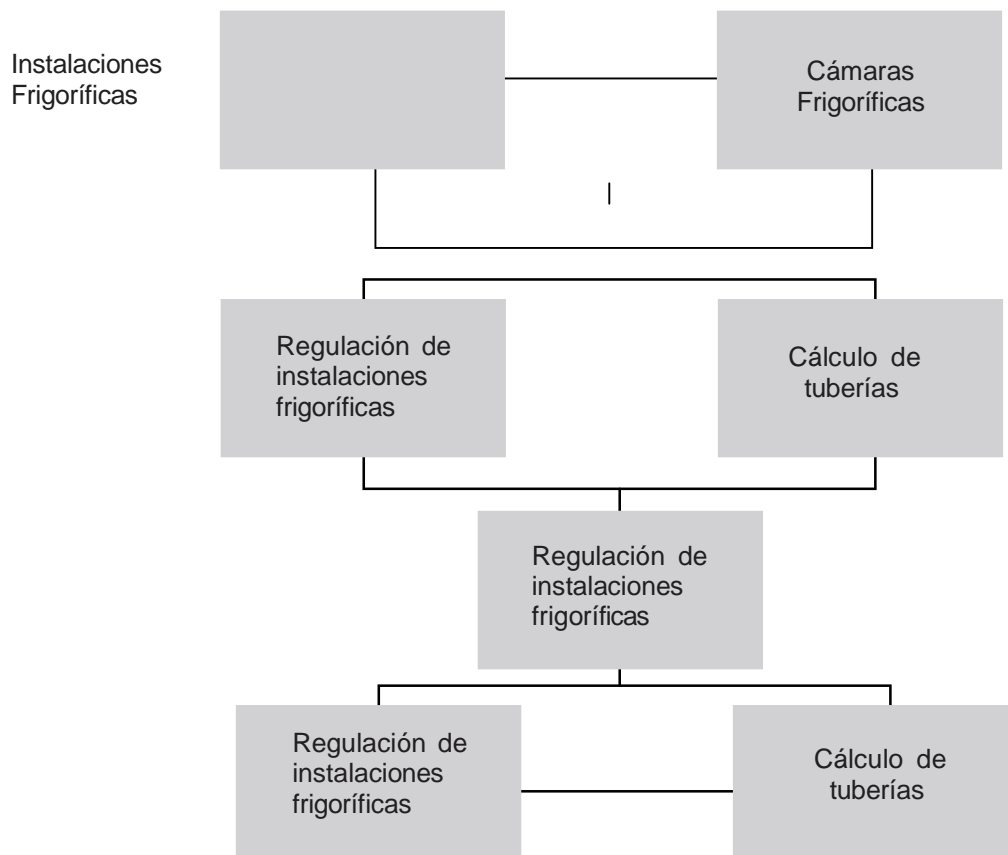 Instalaciones
Frigoríficas
Cámaras
Frigoríficas
Regulación de
instalaciones
frigoríficas
Cálculo de
tuberías
Regulación de
instalaciones
frigoríficas
Regulación de
instalaciones
frigoríficas
Cálculo de
tuberías